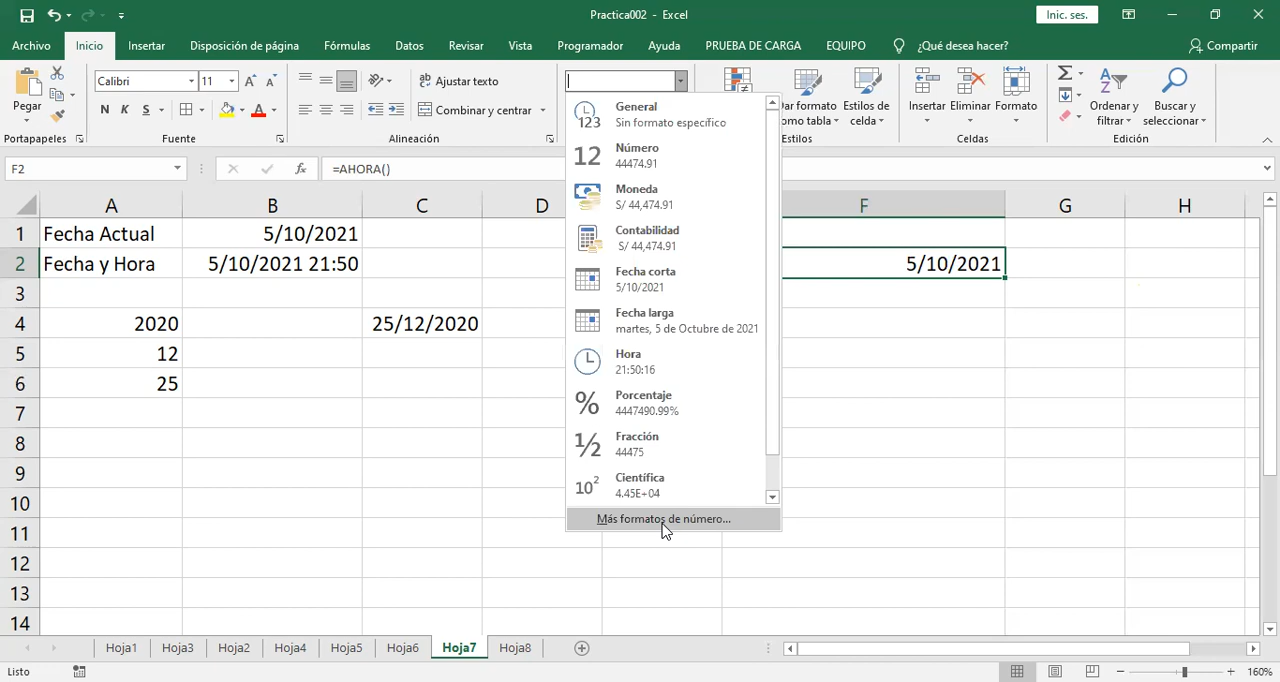 Practica002 - Excel
Inic. ses.
Archivo Inicio Insertar Disposición de página Fórmulas Datos Revisar Vista Programador Ayuda PRUEBA DE CARGA EQUIPO ¿Qué desea hacer? Compartir
Pegar
Portapapeles
Calibri 11
N K S
Fuente
Ajustar texto
Combinar y centrar
Alineación
Dar formato
como tabla
Estilos de
celda
Estilos
Insertar Eliminar Formato
Celdas
Ordenar y
filtrar
Buscar y
seleccionar
Edición
General
Sin formato específico
12 Número
44474.91
Moneda
S/ 44,474.91
Contabilidad
S/ 44,474.91
Fecha corta
5/10/2021
Fecha larga
martes, 5 de Octubre de 2021
Hora
21:50:16
% Porcentaje
4447490.99%
½ Fracción
44475
10² Científica
4.45E+04
Más formatos de número...
F2 fx =AHORA()
A B C D F G H
1 Fecha Actual 5/10/2021
2 Fecha y Hora 5/10/2021 21:50 5/10/2021
3
4 2020 25/12/2020
5 12
6 25
7
8
9
10
11
12
13
14
Hoja1 Hoja3 Hoja2 Hoja4 Hoja5 Hoja6 Hoja7 Hoja8
Listo 160%